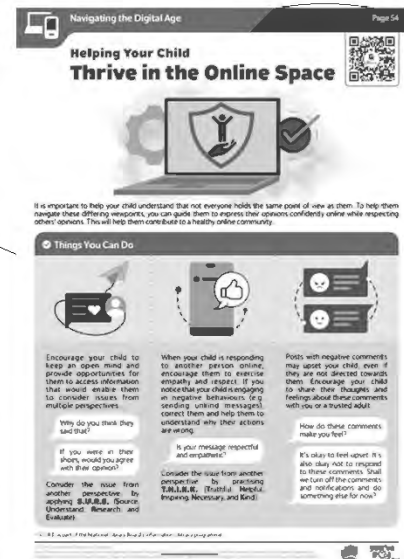 Navigating the Digital Age
Page 54
Helping Your Child
Thrive in the Online Space
It is important to help your child understand that not everyone holds the same point of view as them. To help them
navigate these differing viewpoints, you can guide them to express their opinions confidently online while respecting
others' opinions. This will help them contribute to a healthy online community.
Things You Can Do
Encourage your child to
keep an open mind and
provide opportunities for
them to access information
that would enable them
to consider issues from
multiple perspectives.
Why do you think they
said that?
If you were in their
shoes, would you agree
with their opinion?
Consider the issue from
another perspective by
applying S.U.R.E. (Source,
Understand, Research and
Evaluate)
When your child is responding
to another person online,
encourage them to exercise
empathy and respect. If you
notice that your child is engaging
in negative behaviours (e.g.
sending unkind messages),
correct them and help them to
understand why their actions
are wrong.
Is your message respectful
and empathetic?
Consider the issue from another
perspective by practising
T.H.I.N.K. (Truthful, Helpful,
Inspiring, Necessary, and Kind)
Posts with negative comments
may upset your child, even if
they are not directed towards
them. Encourage your child
to share their thoughts and
feelings about these comments
with you or a trusted adult.
How do these comments
make you feel?
It's okay to feel upset. It's
also okay not to respond
to these comments. Shall
we turn off the comments
and notifications and do
something else for now?